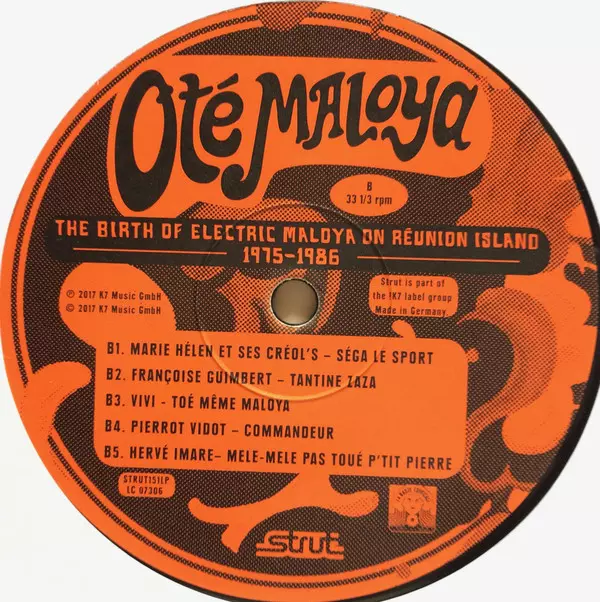 Oté MALOYA
B
33 1/3 rpm
THE BIRTH OF ELECTRIC MALOYA ON RÉUNION ISLAND
1975-1986
℗ 2017 K7 Music GmbH
© 2017 K7 Music GmbH
Strut is part of
the !K7 label group
Made in Germany
B1. MARIE HÉLEN ET SES CRÉOL'S – SÉGA LE SPORT
B2. FRANÇOISE GUIMBERT – TANTINE ZAZA
B3. VIVI - TOÉ MÊME MALOYA
B4. PIERROT VIDOT – COMMANDEUR
B5. HERVÉ IMARE– MELE-MELE PAS TOUÉ P'TIT PIERRE
STRUT151LP
LC 07306
strut